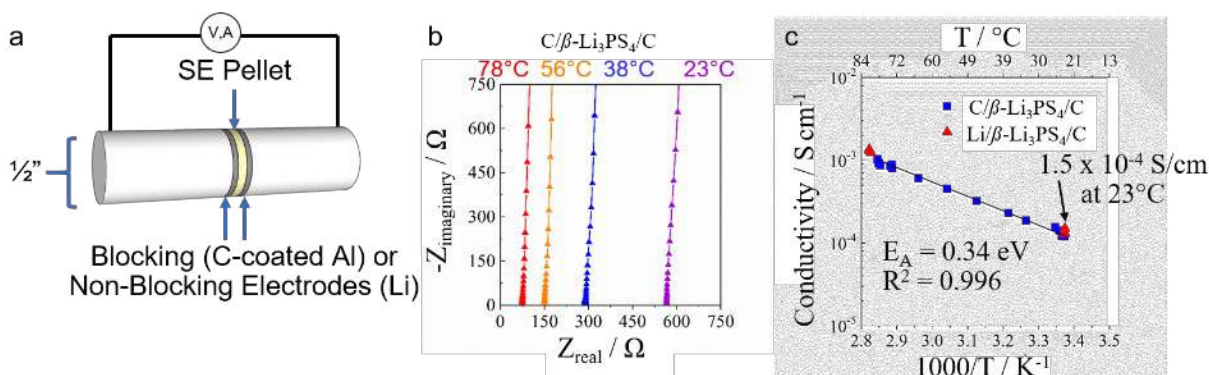 a
V,A
SE Pellet
½”
Blocking (C-coated Al) or
Non-Blocking Electrodes (Li)
b
C/β-Li₃PS₄/C
78°C 56°C 38°C 23°C
750
600
450
300
150
0
-Z_imaginary / Ω
0 150 300 450 600 750
Z_real / Ω
c
T / °C
84 72 60 49 39 30 21 13
10⁻²
10⁻³
10⁻⁴
10⁻⁵
Conductivity / S cm⁻¹
C/β-Li₃PS₄/C
Li/β-Li₃PS₄/C
1.5 x 10⁻⁴ S/cm
at 23°C
E_A = 0.34 eV
R² = 0.996
2.8 2.9 3.0 3.1 3.2 3.3 3.4 3.5
1000/T / K⁻¹